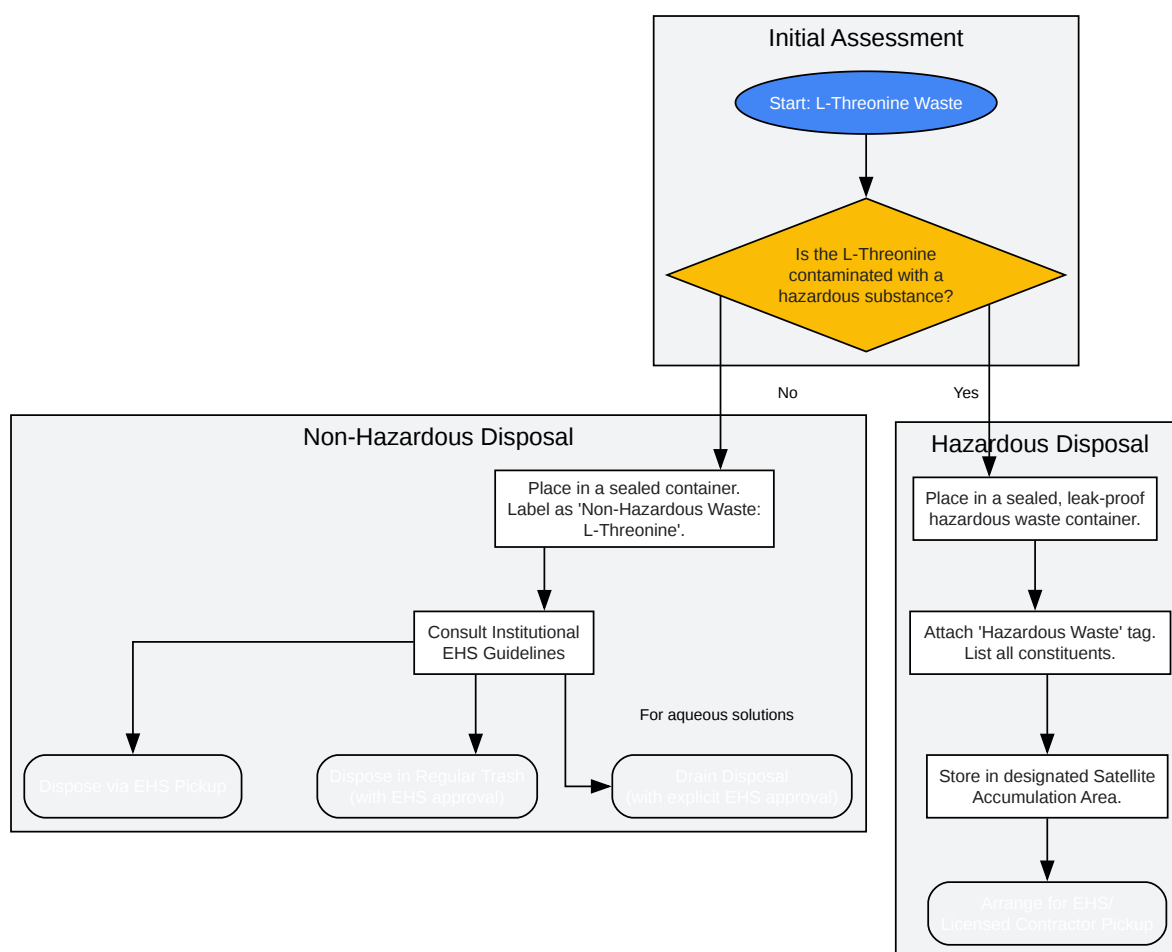 Initial Assessment
Start: L-Threonine Waste
Is the L-Threonine
contaminated with a
hazardous substance?
No
Yes
Non-Hazardous Disposal
Place in a sealed container.
Label as 'Non-Hazardous Waste:
L-Threonine'.
Consult Institutional
EHS Guidelines
For aqueous solutions
Dispose via EHS Pickup
Dispose in Regular Trash
(with EHS approval)
Drain Disposal
(with explicit EHS approval)
Hazardous Disposal
Place in a sealed, leak-proof
hazardous waste container.
Attach 'Hazardous Waste' tag.
List all constituents.
Store in designated Satellite
Accumulation Area.
Arrange for EHS/
Licensed Contractor Pickup